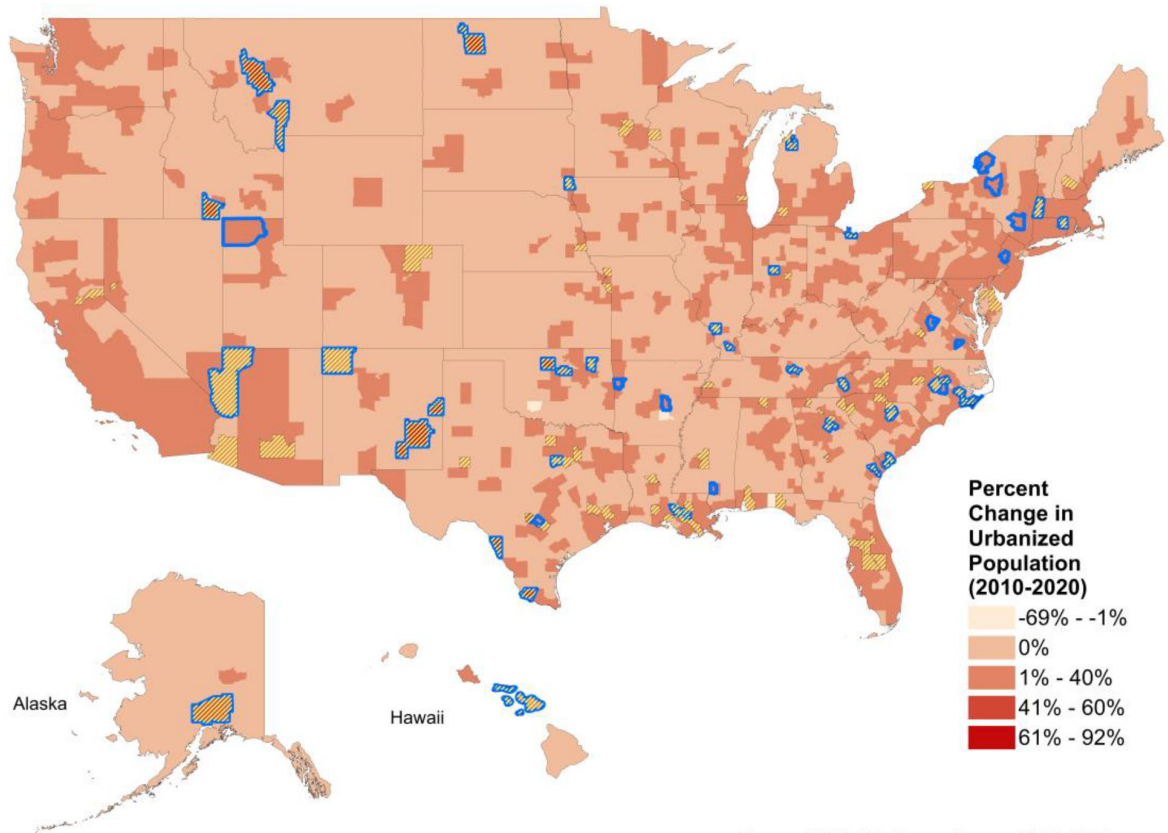 Percent
Change in
Urbanized
Population
(2010-2020)
-69% - -1%
0%
1% - 40%
41% - 60%
61% - 92%
Alaska
Hawaii